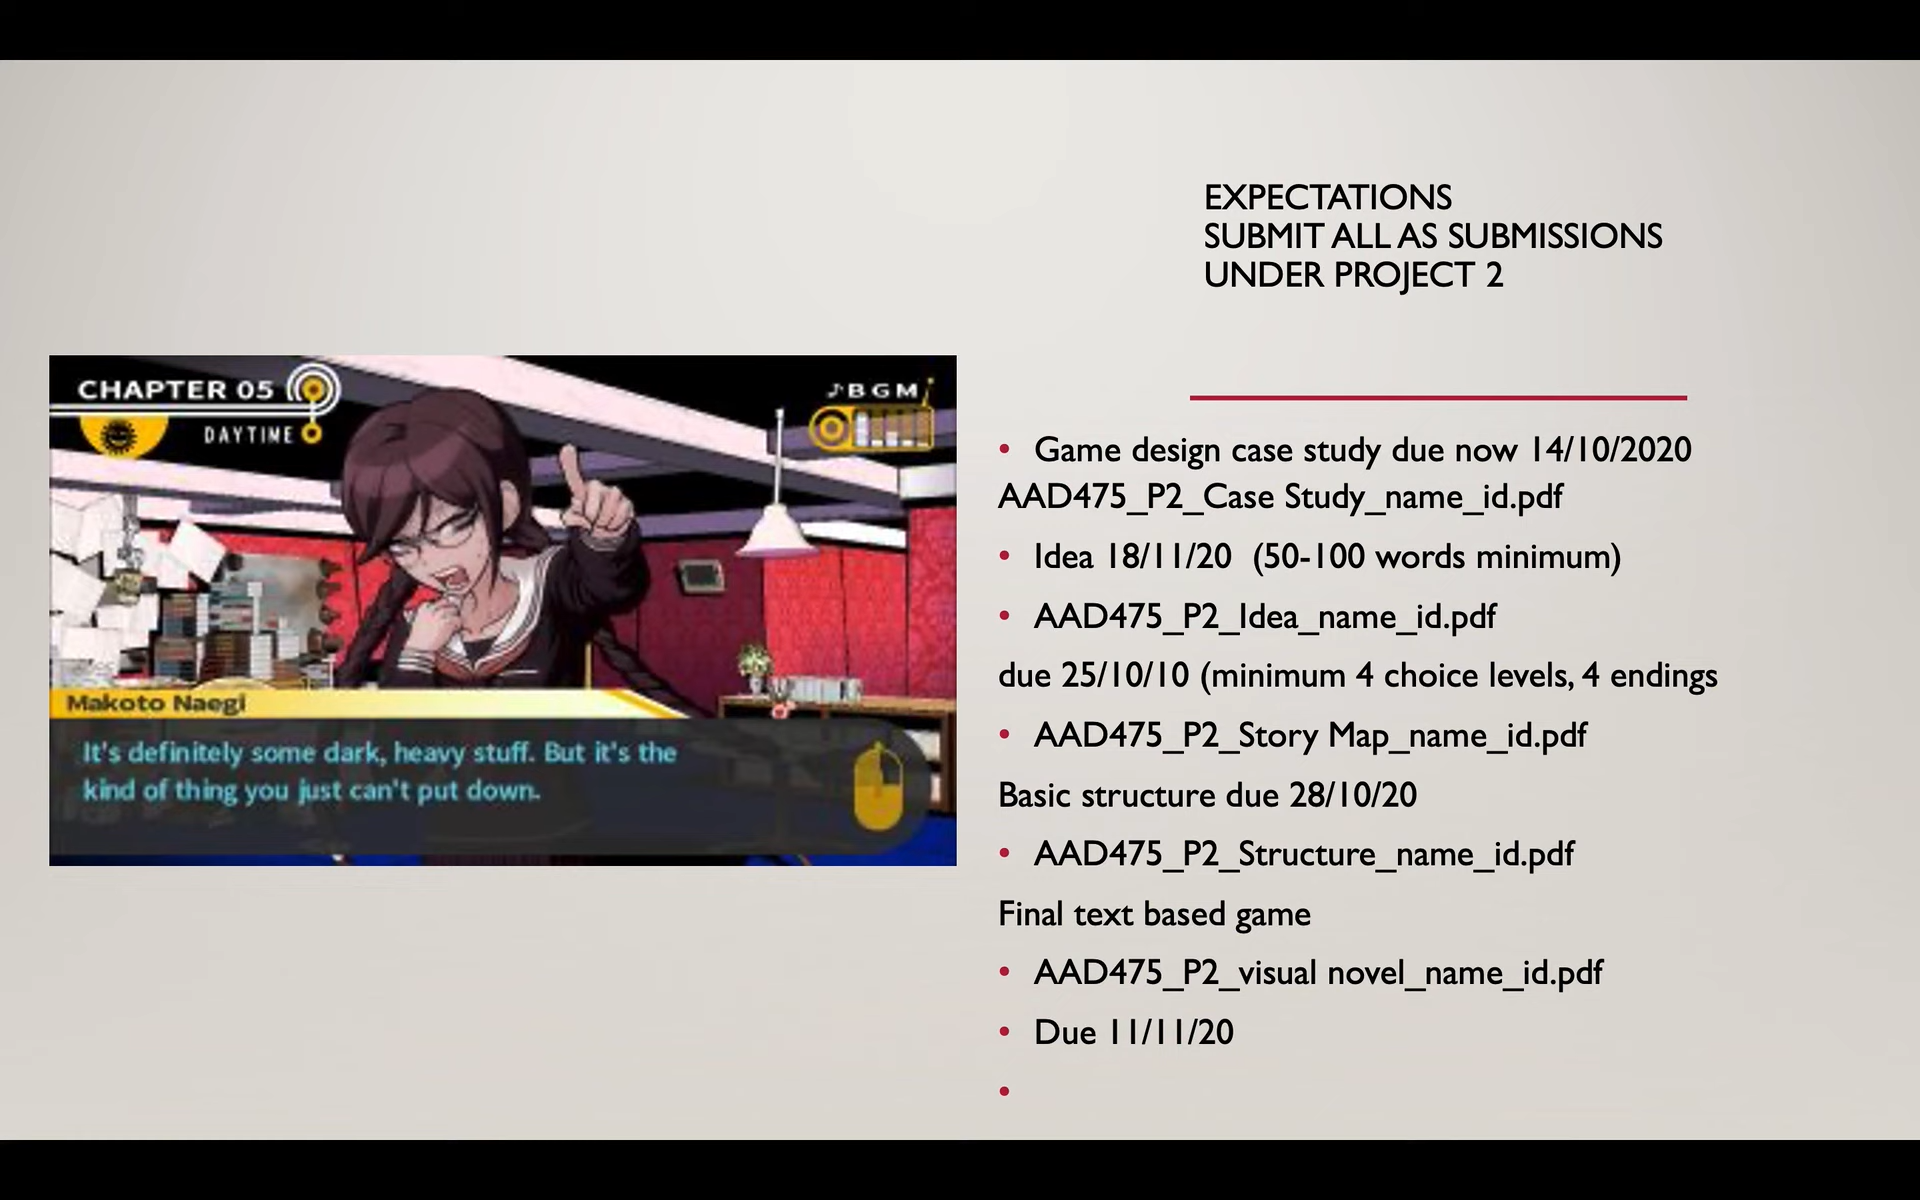 EXPECTATIONS
SUBMIT ALL AS SUBMISSIONS
UNDER PROJECT 2
CHAPTER 05
DAYTIME
♪BGM
Makoto Naegi
It's definitely some dark, heavy stuff. But it's the
kind of thing you just can't put down.
• Game design case study due now 14/10/2020
AAD475_P2_Case Study_name_id.pdf
• Idea 18/11/20 (50-100 words minimum)
• AAD475_P2_Idea_name_id.pdf
due 25/10/10 (minimum 4 choice levels, 4 endings
• AAD475_P2_Story Map_name_id.pdf
Basic structure due 28/10/20
• AAD475_P2_Structure_name_id.pdf
Final text based game
• AAD475_P2_visual novel_name_id.pdf
• Due 11/11/20
•